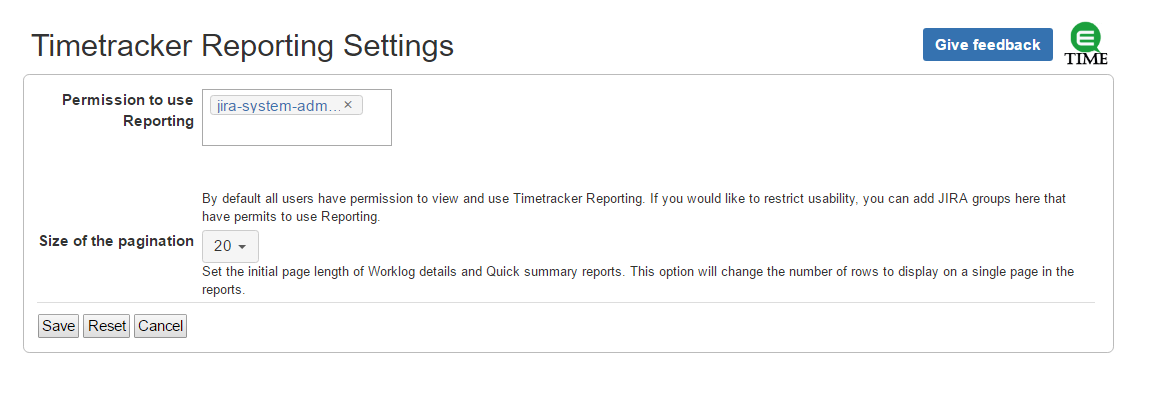 Timetracker Reporting Settings
Give feedback
E
TIME
Permission to use
Reporting
jira-system-adm... ×
By default all users have permission to view and use Timetracker Reporting. If you would like to restrict usability, you can add JIRA groups here that
have permits to use Reporting.
Size of the pagination
20
Set the initial page length of Worklog details and Quick summary reports. This option will change the number of rows to display on a single page in the
reports.
Save Reset Cancel